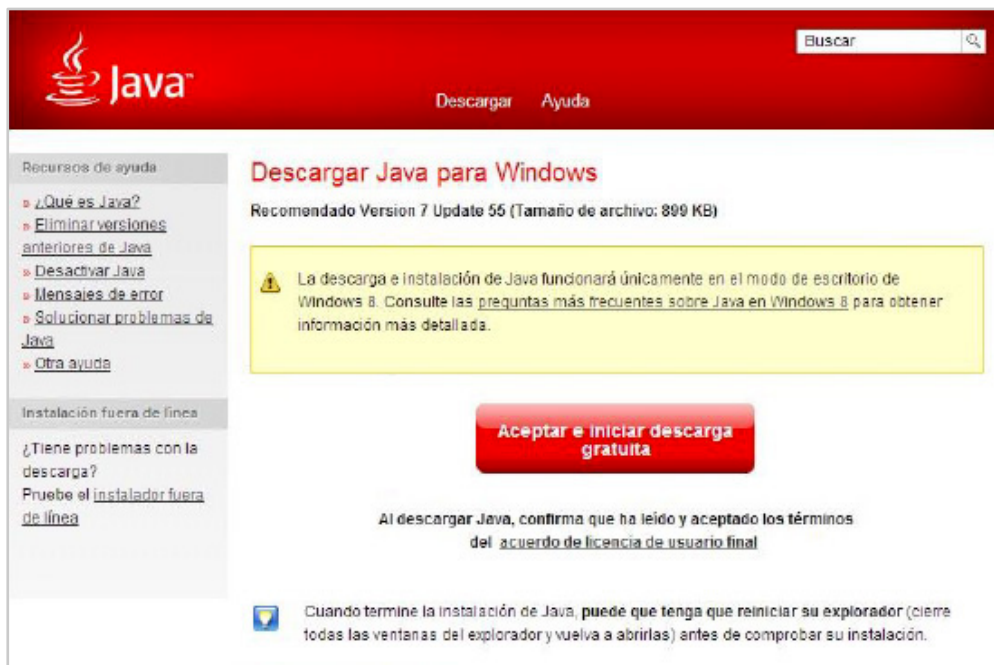 Java™
Buscar
Descargar Ayuda
Recursos de ayuda
» ¿Qué es Java?
» Eliminar versiones
anteriores de Java
» Desactivar Java
» Mensajes de error
» Solucionar problemas de
Java
» Otra ayuda
Instalación fuera de línea
¿Tiene problemas con la
descarga?
Pruebe el instalador fuera
de línea
Descargar Java para Windows
Recomendado Version 7 Update 55 (Tamaño de archivo: 899 KB)
La descarga e instalación de Java funcionará únicamente en el modo de escritorio de
Windows 8. Consulte las preguntas más frecuentes sobre Java en Windows 8 para obtener
información más detallada.
Aceptar e iniciar descarga
gratuita
Al descargar Java, confirma que ha leído y aceptado los términos
del acuerdo de licencia de usuario final
Cuando termine la instalación de Java, puede que tenga que reiniciar su explorador (cierre
todas las ventanas del explorador y vuelva a abrirlas) antes de comprobar su instalación.